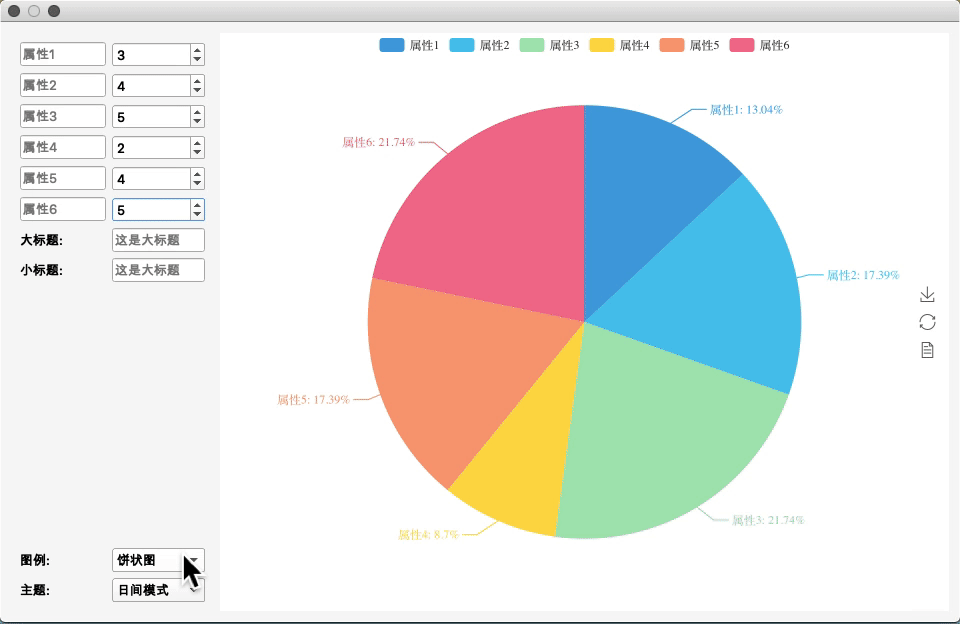 属性1 3
属性2 4
属性3 5
属性4 2
属性5 4
属性6 5
大标题: 这是大标题
小标题: 这是大标题
图例: 饼状图
主题: 日间模式
属性1 属性2 属性3 属性4 属性5 属性6
属性1: 13.04%
属性6: 21.74%
属性2: 17.39%
属性5: 17.39%
属性3: 21.74%
属性4: 8.7%